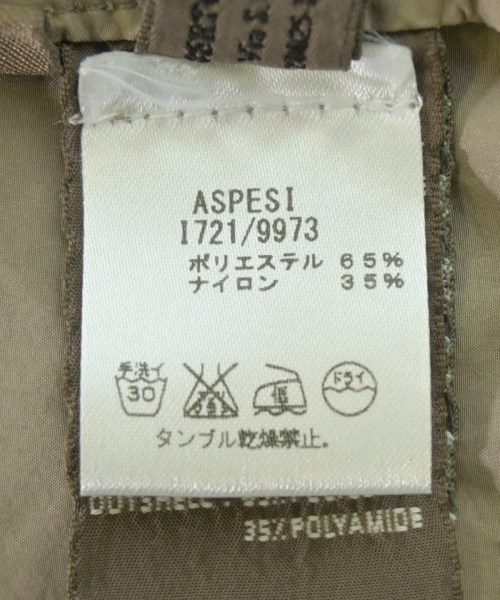 ASPESI
I721/9973
ポリエステル 65%
ナイロン 35%
手洗イ 30 低 ドライ
タンブル乾燥禁止。
35% POLYAMIDE